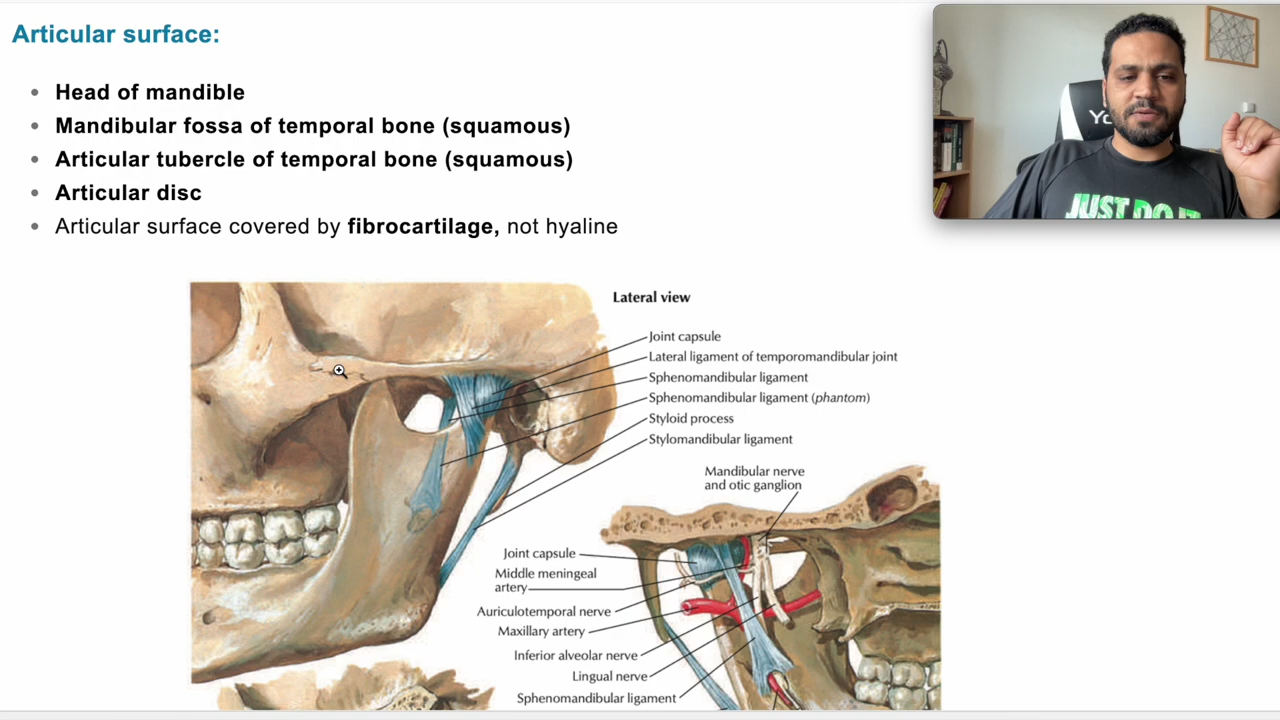 Articular surface:
Head of mandible
Mandibular fossa of temporal bone (squamous)
Articular tubercle of temporal bone (squamous)
Articular disc
Articular surface covered by fibrocartilage, not hyaline
JUST DO IT
Lateral view
Joint capsule
Lateral ligament of temporomandibular joint
Sphenomandibular ligament
Sphenomandibular ligament (phantom)
Styloid process
Stylomandibular ligament
Mandibular nerve
and otic ganglion
Joint capsule
Middle meningeal
artery
Auriculotemporal nerve
Maxillary artery
Inferior alveolar nerve
Lingual nerve
Sphenomandibular ligament